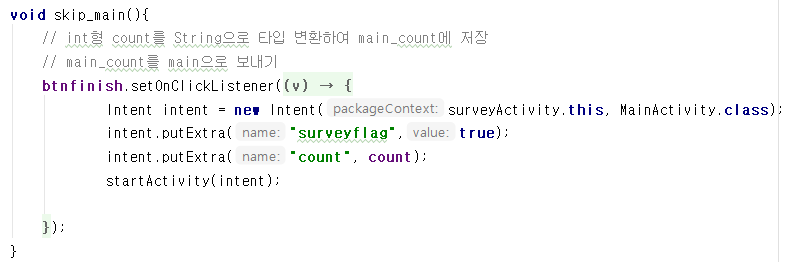 void skip_main(){
// int형 count를 String으로 타입 변환하여 main_count에 저장
// main_count를 main으로 보내기
btnfinish.setOnClickListener((v) → {
Intent intent = new Intent( packageContext: surveyActivity.this, MainActivity.class);
intent.putExtra( name: "surveyflag", value: true);
intent.putExtra( name: "count", count);
startActivity(intent);
});
}